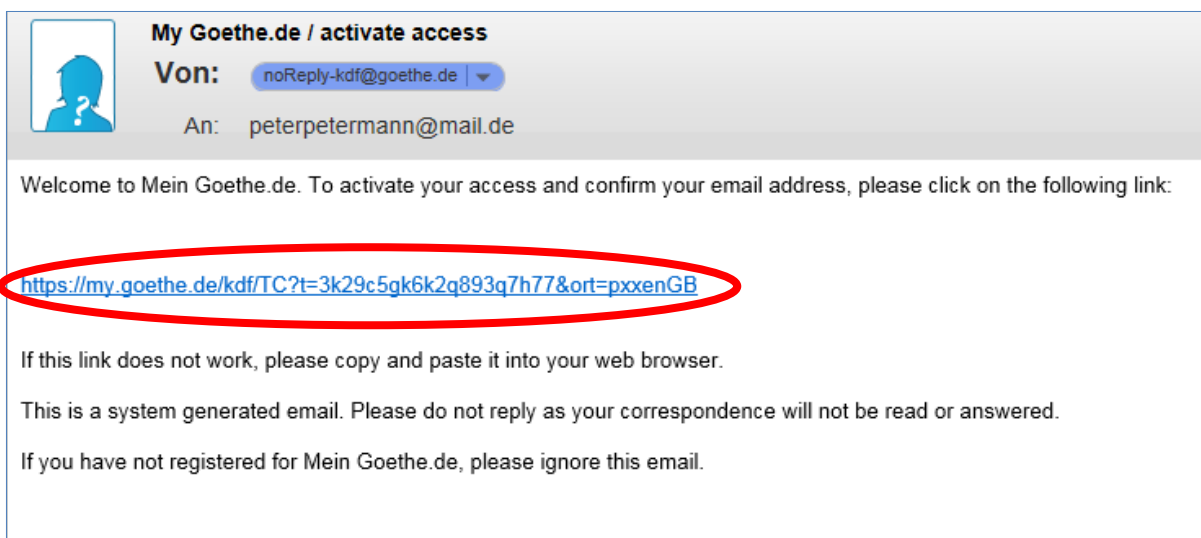 My Goethe.de / activate access
Von: noReply-kdf@goethe.de
An: peterpetermann@mail.de
Welcome to Mein Goethe.de. To activate your access and confirm your email address, please click on the following link:
https://my.goethe.de/kdf/TC?t=3k29c5gk6k2q893q7h77&ort=pxxenGB
If this link does not work, please copy and paste it into your web browser.
This is a system generated email. Please do not reply as your correspondence will not be read or answered.
If you have not registered for Mein Goethe.de, please ignore this email.